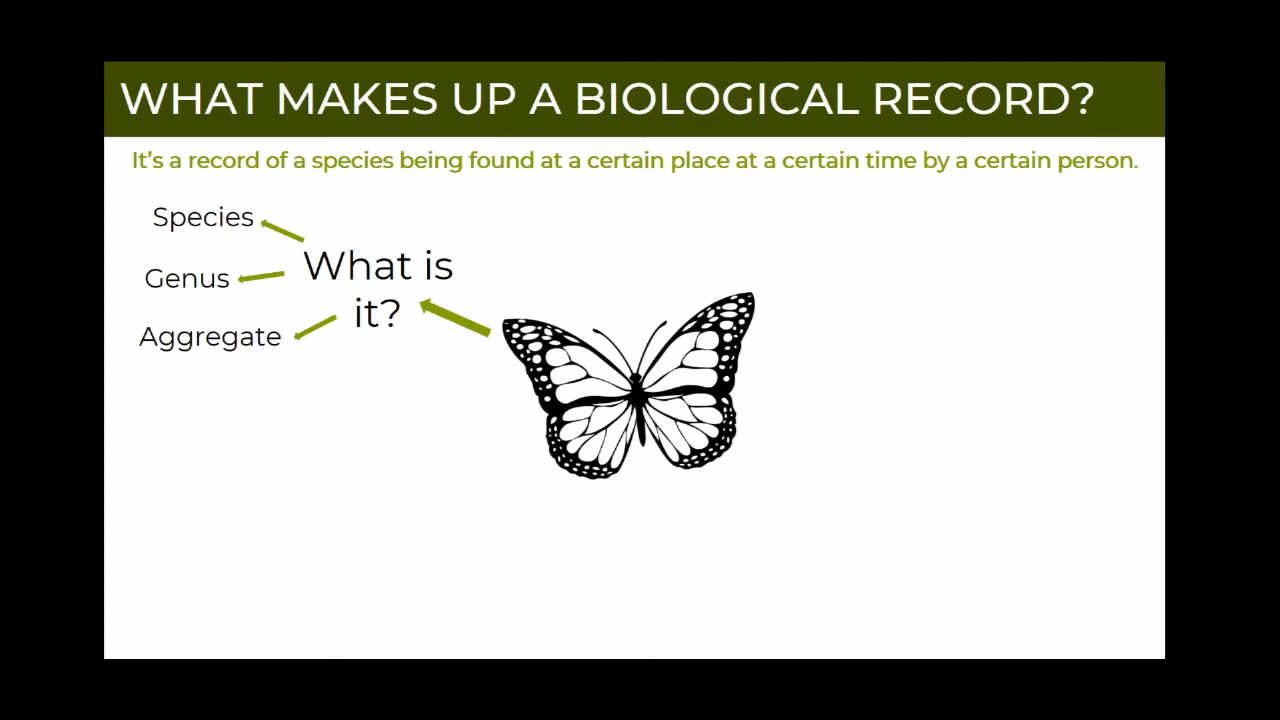 WHAT MAKES UP A BIOLOGICAL RECORD?
It's a record of a species being found at a certain place at a certain time by a certain person.
Species
Genus
Aggregate
What is
it?